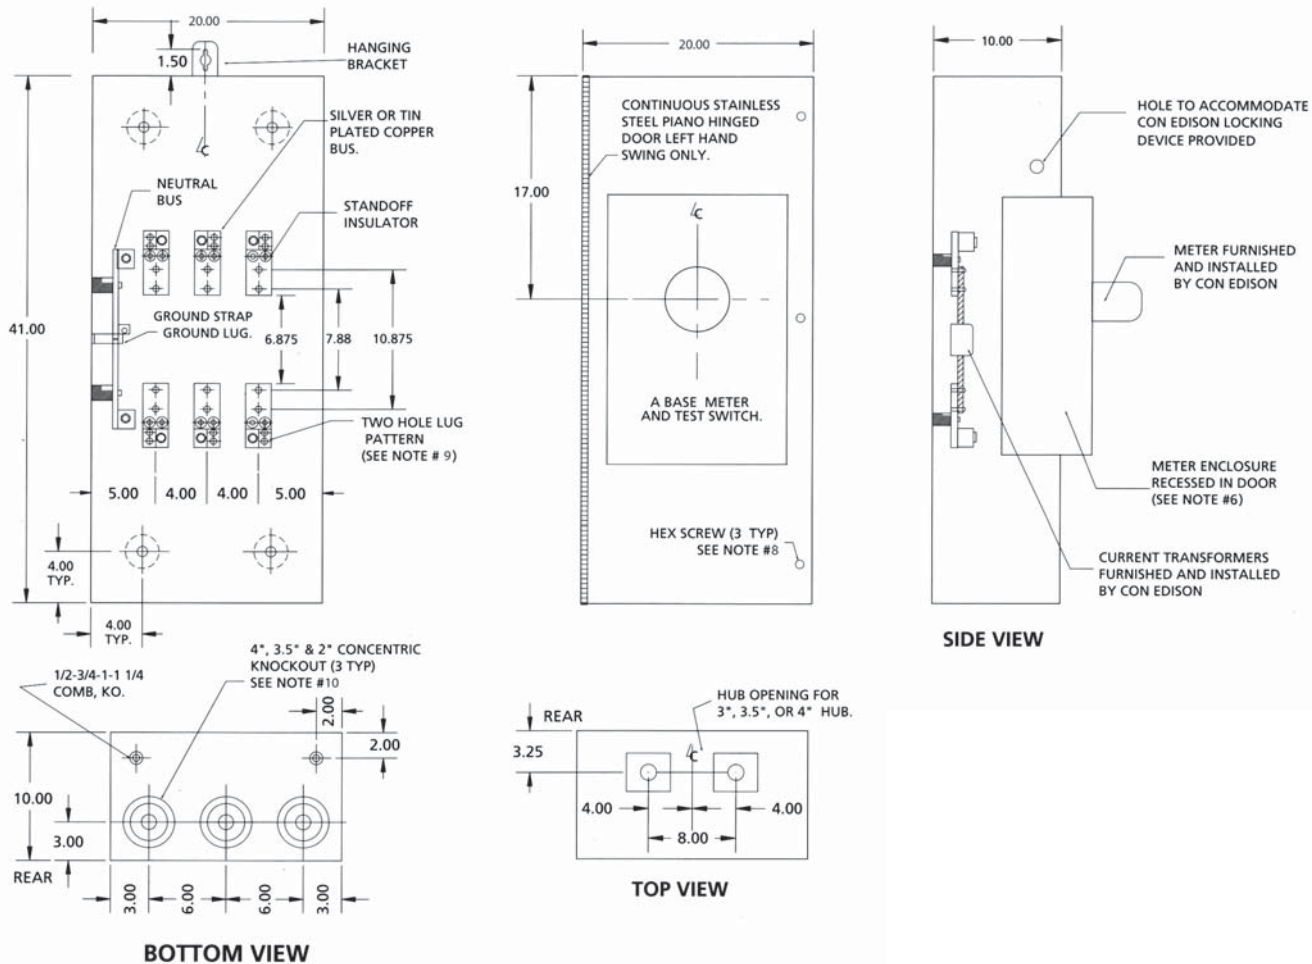 20.00
1.50
HANGING
BRACKET
SILVER OR TIN
PLATED COPPER
BUS.
NEUTRAL
BUS
STANDOFF
INSULATOR
41.00
GROUND STRAP
GROUND LUG.
6.875
7.88
10.875
TWO HOLE LUG
PATTERN
(SEE NOTE # 9)
5.00
4.00
4.00
5.00
4.00
TYP.
4.00
TYP.
20.00
17.00
CONTINUOUS STAINLESS
STEEL PIANO HINGED
DOOR LEFT HAND
SWING ONLY.
A BASE METER
AND TEST SWITCH.
HEX SCREW (3 TYP)
SEE NOTE #8
10.00
HOLE TO ACCOMMODATE
CON EDISON LOCKING
DEVICE PROVIDED
METER FURNISHED
AND INSTALLED
BY CON EDISON
METER ENCLOSURE
RECESSED IN DOOR
(SEE NOTE #6)
CURRENT TRANSFORMERS
FURNISHED AND INSTALLED
BY CON EDISON
SIDE VIEW
1/2-3/4-1-1 1/4
COMB, KO.
4", 3.5" & 2" CONCENTRIC
KNOCKOUT (3 TYP)
SEE NOTE #10
2.00
2.00
10.00
3.00
REAR
3.00
6.00
6.00
3.00
BOTTOM VIEW
REAR
HUB OPENING FOR
3", 3.5", OR 4" HUB.
3.25
4.00
4.00
8.00
TOP VIEW